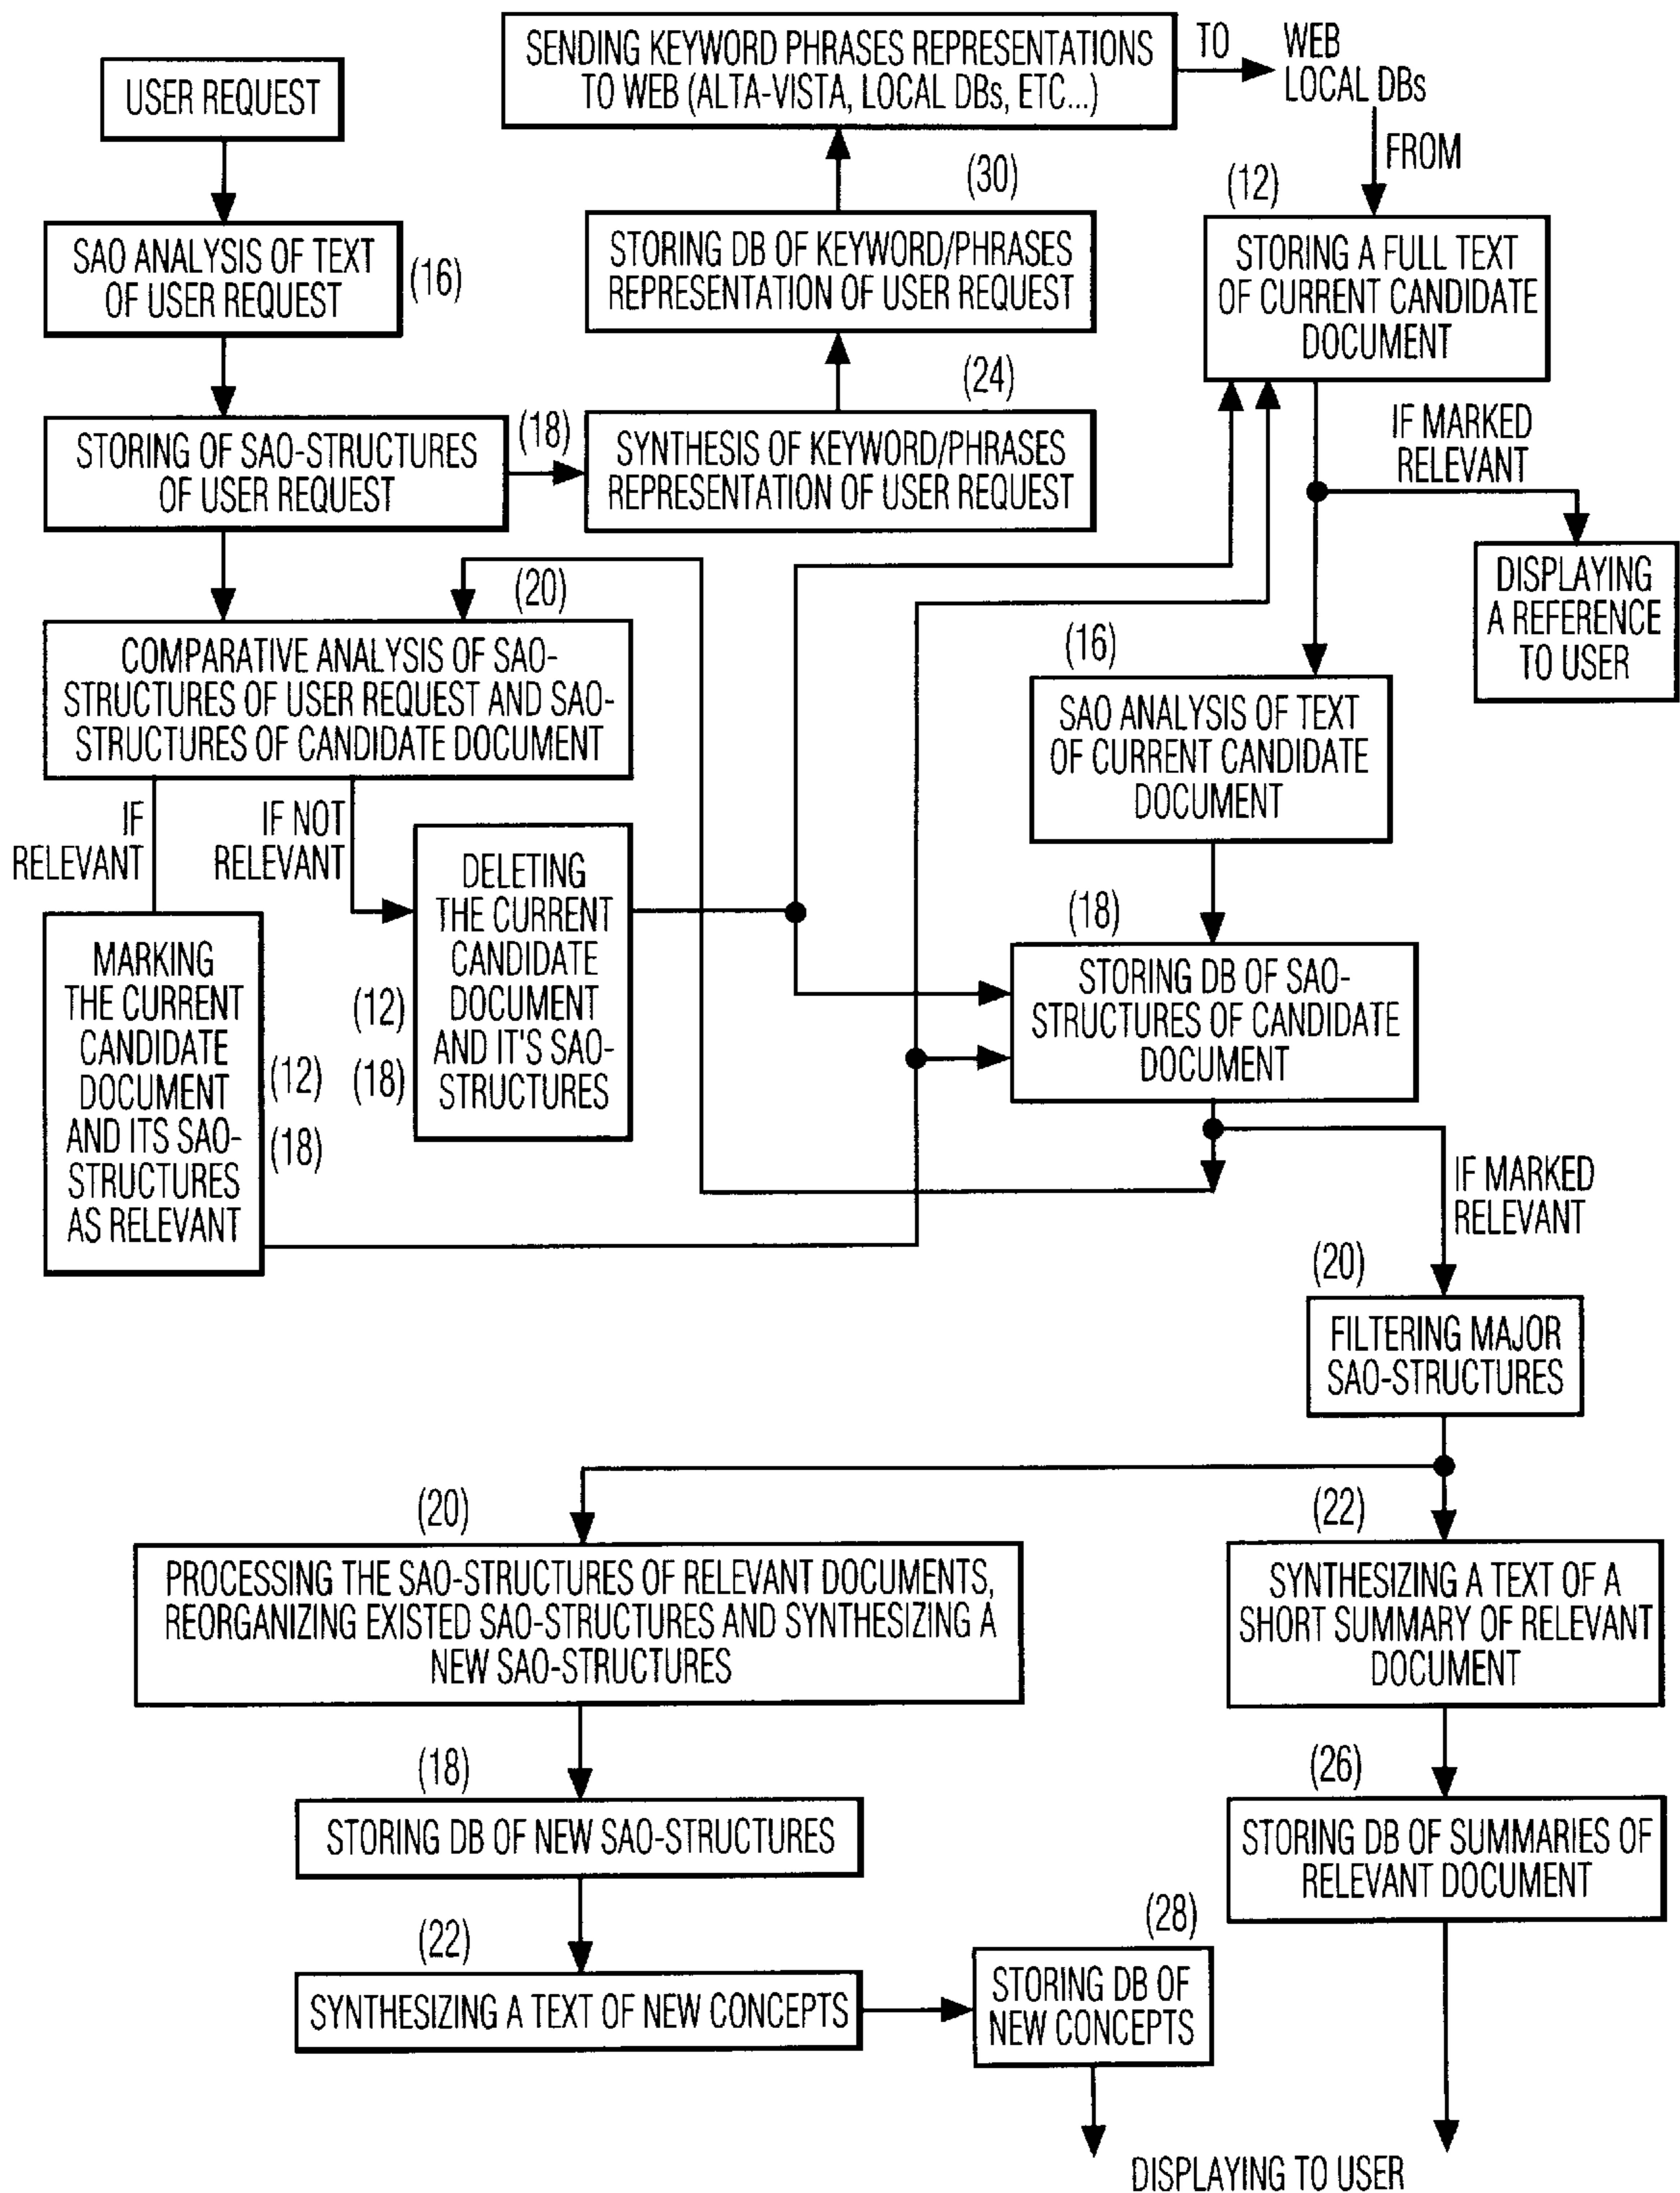 USER REQUEST
SENDING KEYWORD PHRASES REPRESENTATIONS
TO WEB (ALTA-VISTA, LOCAL DBs, ETC...)
TO
WEB
LOCAL DBs
FROM
SAO ANALYSIS OF TEXT
OF USER REQUEST
(16)
(30)
STORING DB OF KEYWORD/PHRASES
REPRESENTATION OF USER REQUEST
(12)
STORING A FULL TEXT
OF CURRENT CANDIDATE
DOCUMENT
STORING OF SAO-STRUCTURES
OF USER REQUEST
(18)
(24)
SYNTHESIS OF KEYWORD/PHRASES
REPRESENTATION OF USER REQUEST
IF MARKED
RELEVANT
DISPLAYING
A REFERENCE
TO USER
(20)
COMPARATIVE ANALYSIS OF SAO-
STRUCTURES OF USER REQUEST AND SAO-
STRUCTURES OF CANDIDATE DOCUMENT
(16)
SAO ANALYSIS OF TEXT
OF CURRENT CANDIDATE
DOCUMENT
IF
RELEVANT
IF NOT
RELEVANT
MARKING
THE CURRENT
CANDIDATE
DOCUMENT
AND ITS SAO-
STRUCTURES
AS RELEVANT
(12)
(18)
DELETING
THE CURRENT
CANDIDATE
DOCUMENT
AND IT'S SAO-
STRUCTURES
(12)
(18)
(18)
STORING DB OF SAO-
STRUCTURES OF CANDIDATE
DOCUMENT
IF MARKED
RELEVANT
(20)
FILTERING MAJOR
SAO-STRUCTURES
(20)
PROCESSING THE SAO-STRUCTURES OF RELEVANT DOCUMENTS,
REORGANIZING EXISTED SAO-STRUCTURES AND SYNTHESIZING A
NEW SAO-STRUCTURES
(22)
SYNTHESIZING A TEXT OF A
SHORT SUMMARY OF RELEVANT
DOCUMENT
(18)
STORING DB OF NEW SAO-STRUCTURES
(26)
STORING DB OF SUMMARIES OF
RELEVANT DOCUMENT
(22)
SYNTHESIZING A TEXT OF NEW CONCEPTS
(28)
STORING DB OF
NEW CONCEPTS
DISPLAYING TO USER